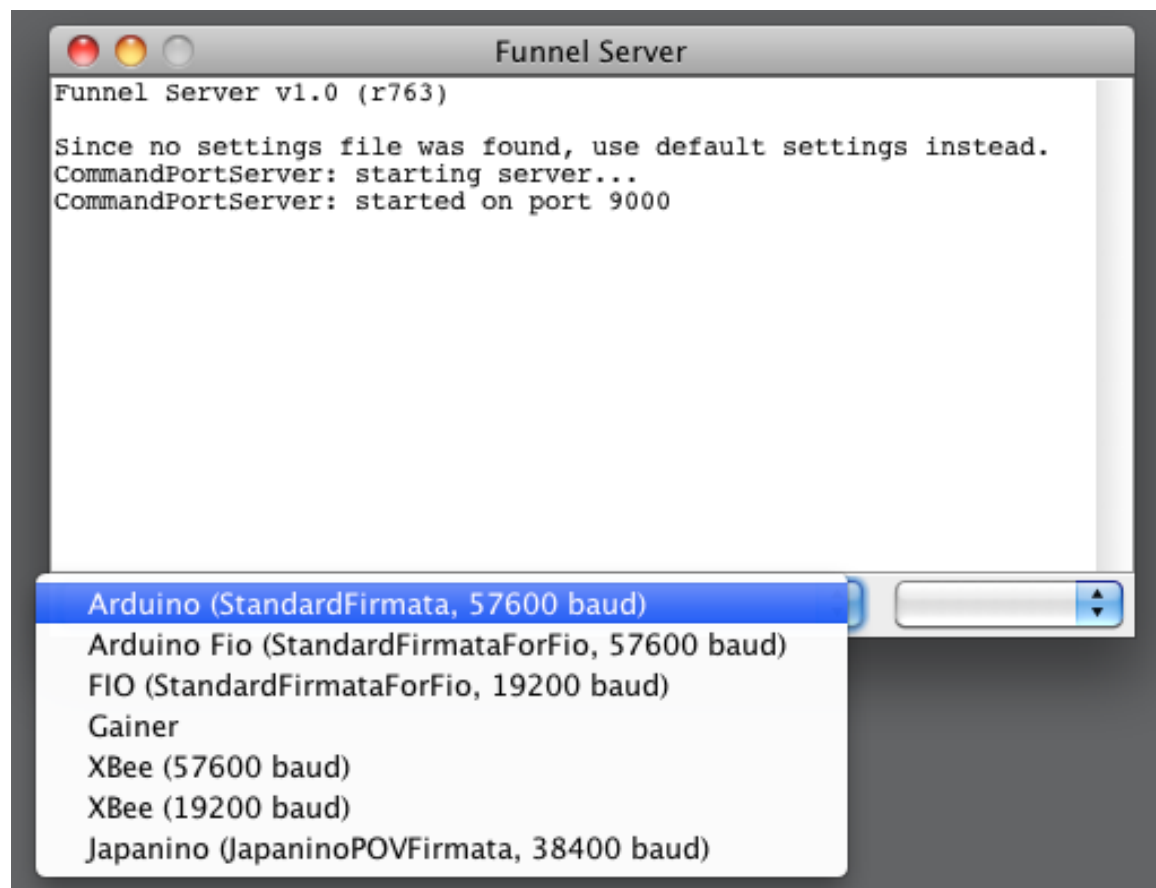 Funnel Server
Funnel Server v1.0 (r763)
Since no settings file was found, use default settings instead.
CommandPortServer: starting server...
CommandPortServer: started on port 9000
Arduino (StandardFirmata, 57600 baud)
Arduino Fio (StandardFirmataForFio, 57600 baud)
FIO (StandardFirmataForFio, 19200 baud)
Gainer
XBee (57600 baud)
XBee (19200 baud)
Japanino (JapaninoPOVFirmata, 38400 baud)